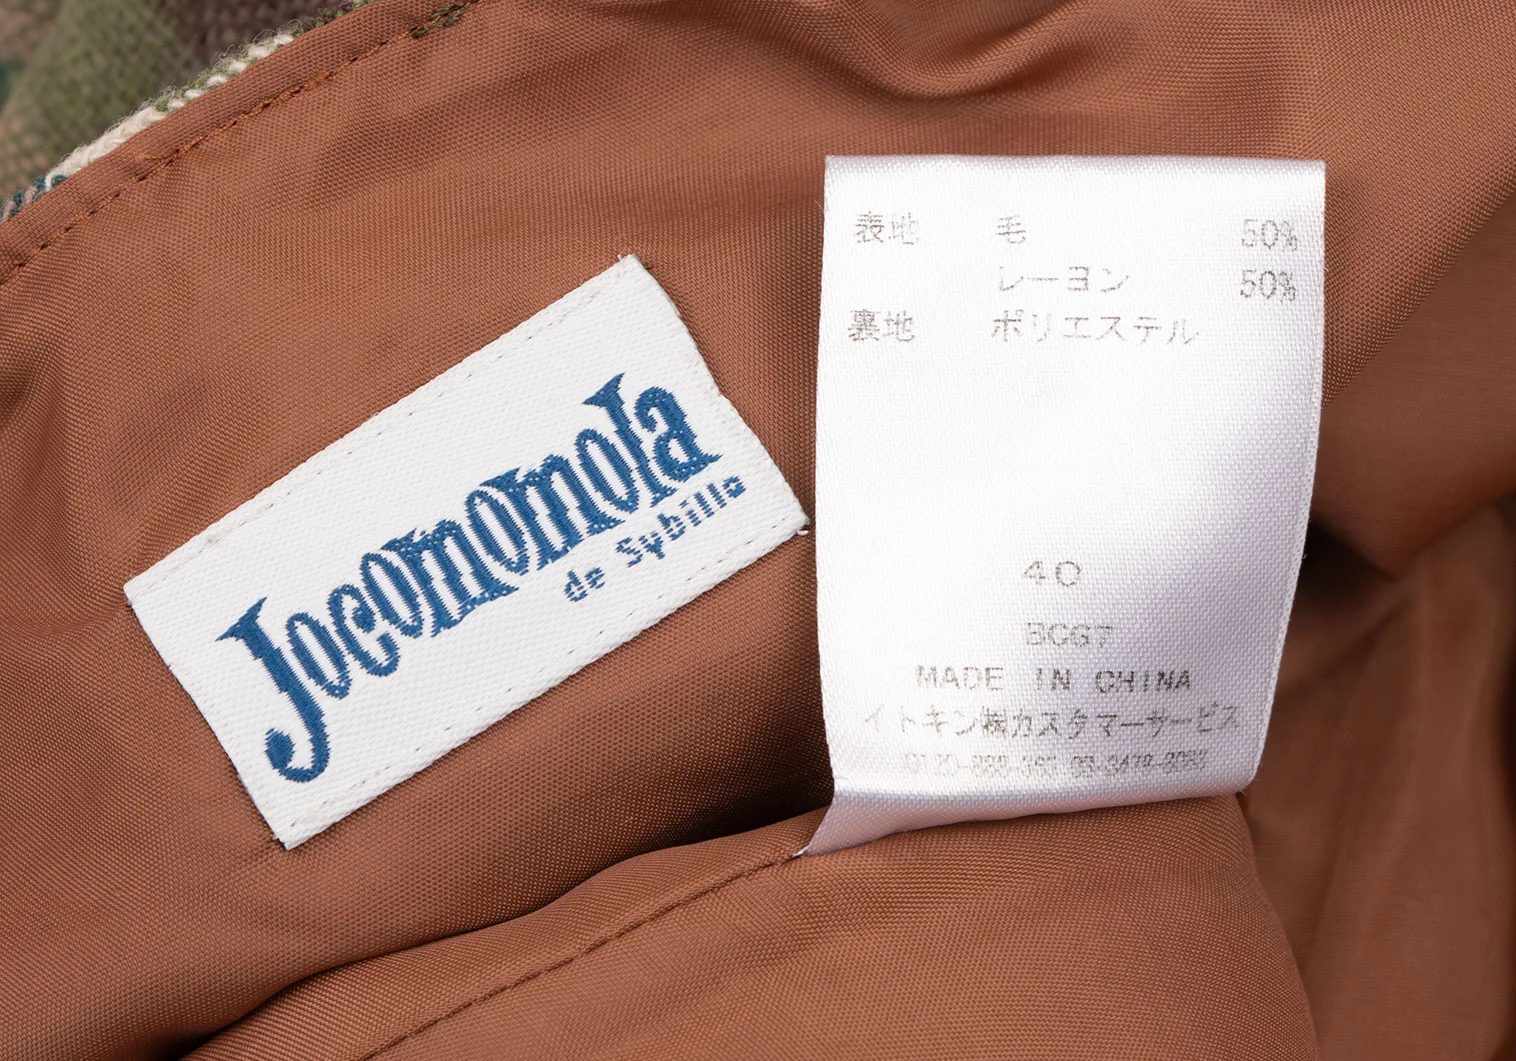 Jocomomola
de Sybilla
表地 毛 50%
レーヨン 50%
裏地 ポリエステル
40
BCG7
MADE IN CHINA
イトキン㈱カスタマーサービス